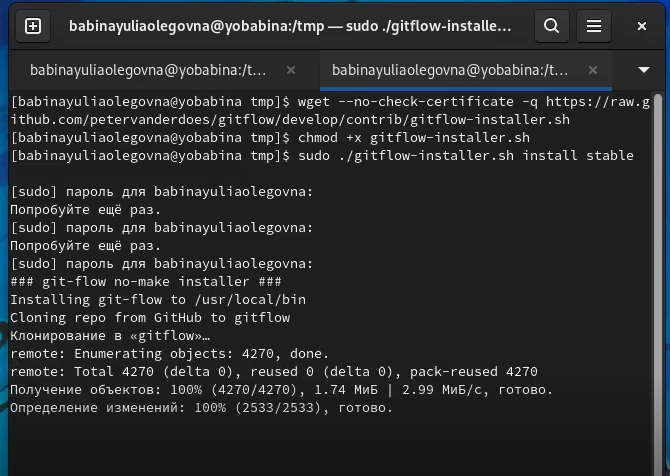 babinayuliaolegovna@yobabina:/tmp — sudo ./gitflow-installe...
babinayuliaolegovna@yobabina:/t... × babinayuliaolegovna@yobabina:/t... ×
[babinayuliaolegovna@yobabina tmp]$ wget --no-check-certificate -q https://raw.g
ithub.com/petervanderdoes/gitflow/develop/contrib/gitflow-installer.sh
[babinayuliaolegovna@yobabina tmp]$ chmod +x gitflow-installer.sh
[babinayuliaolegovna@yobabina tmp]$ sudo ./gitflow-installer.sh install stable
[sudo] пароль для babinayuliaolegovna:
Попробуйте ещё раз.
[sudo] пароль для babinayuliaolegovna:
Попробуйте ещё раз.
[sudo] пароль для babinayuliaolegovna:
### git-flow no-make installer ###
Installing git-flow to /usr/local/bin
Cloning repo from GitHub to gitflow
Клонирование в «gitflow»…
remote: Enumerating objects: 4270, done.
remote: Total 4270 (delta 0), reused 0 (delta 0), pack-reused 4270
Получение объектов: 100% (4270/4270), 1.74 МиБ | 2.99 МиБ/с, готово.
Определение изменений: 100% (2533/2533), готово.